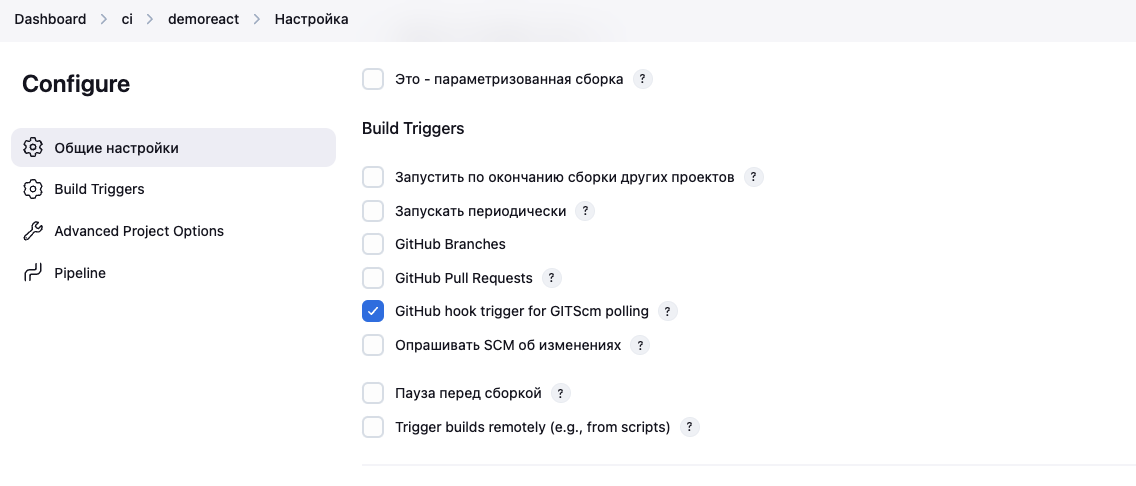 Dashboard > ci > demoreact > Настройка
Configure
Общие настройки
Build Triggers
Advanced Project Options
Pipeline
Это - параметризованная сборка ?
Build Triggers
Запустить по окончанию сборки других проектов ?
Запускать периодически ?
GitHub Branches
GitHub Pull Requests ?
GitHub hook trigger for GITScm polling ?
Опрашивать SCM об изменениях ?
Пауза перед сборкой ?
Trigger builds remotely (e.g., from scripts) ?